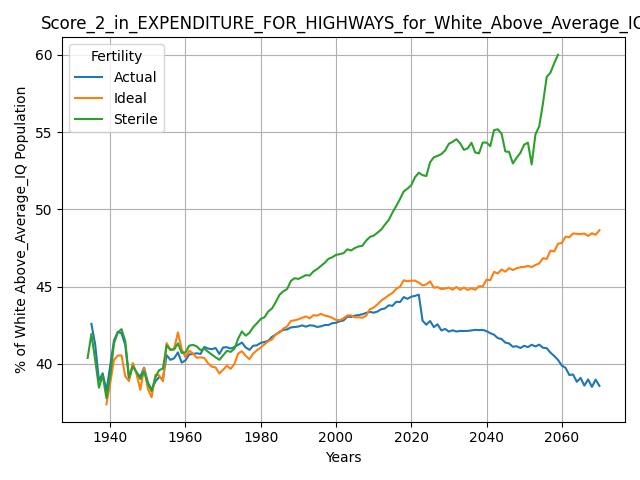 Score_2_in_EXPENDITURE_FOR_HIGHWAYS_for_White_Above_Average_IQ
Fertility
Actual
Ideal
Sterile
% of White Above_Average_IQ Population
60
55
50
45
40
1940
1960
1980
2000
2020
2040
2060
Years